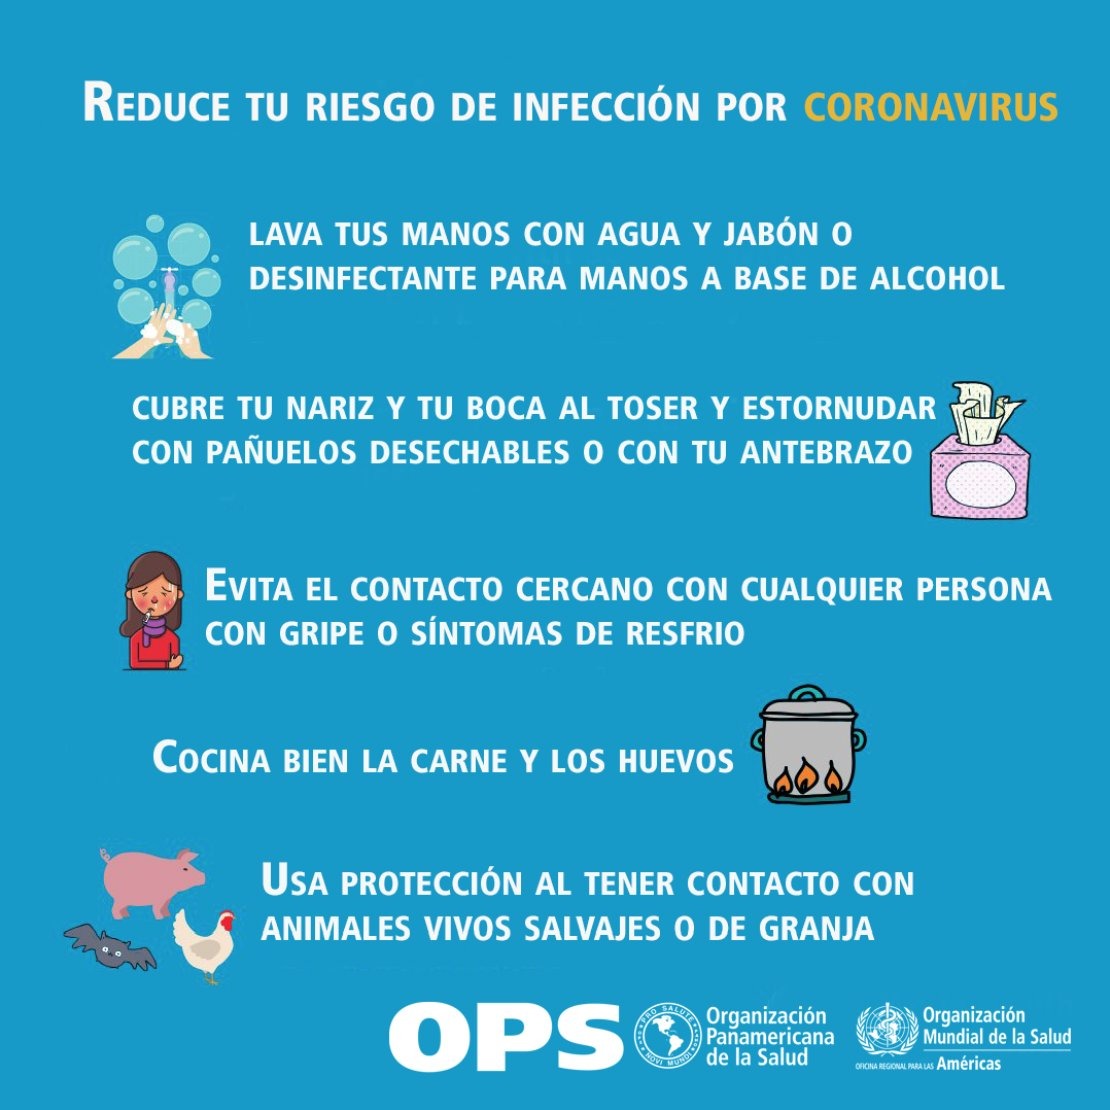 REDUCE TU RIESGO DE INFECCIÓN POR CORONAVIRUS
LAVA TUS MANOS CON AGUA Y JABÓN O
DESINFECTANTE PARA MANOS A BASE DE ALCOHOL
CUBRE TU NARIZ Y TU BOCA AL TOSER Y ESTORNUDAR
CON PAÑUELOS DESECHABLES O CON TU ANTEBRAZO
EVITA EL CONTACTO CERCANO CON CUALQUIER PERSONA
CON GRIPE O SÍNTOMAS DE RESFRIO
COCINA BIEN LA CARNE Y LOS HUEVOS
USA PROTECCIÓN AL TENER CONTACTO CON
ANIMALES VIVOS SALVAJES O DE GRANJA
OPS
PRO SALUTE
NOVI MUNDI
Organización
Panamericana
de la Salud
Organización
Mundial de la Salud
OFICINA REGIONAL PARA LAS Américas